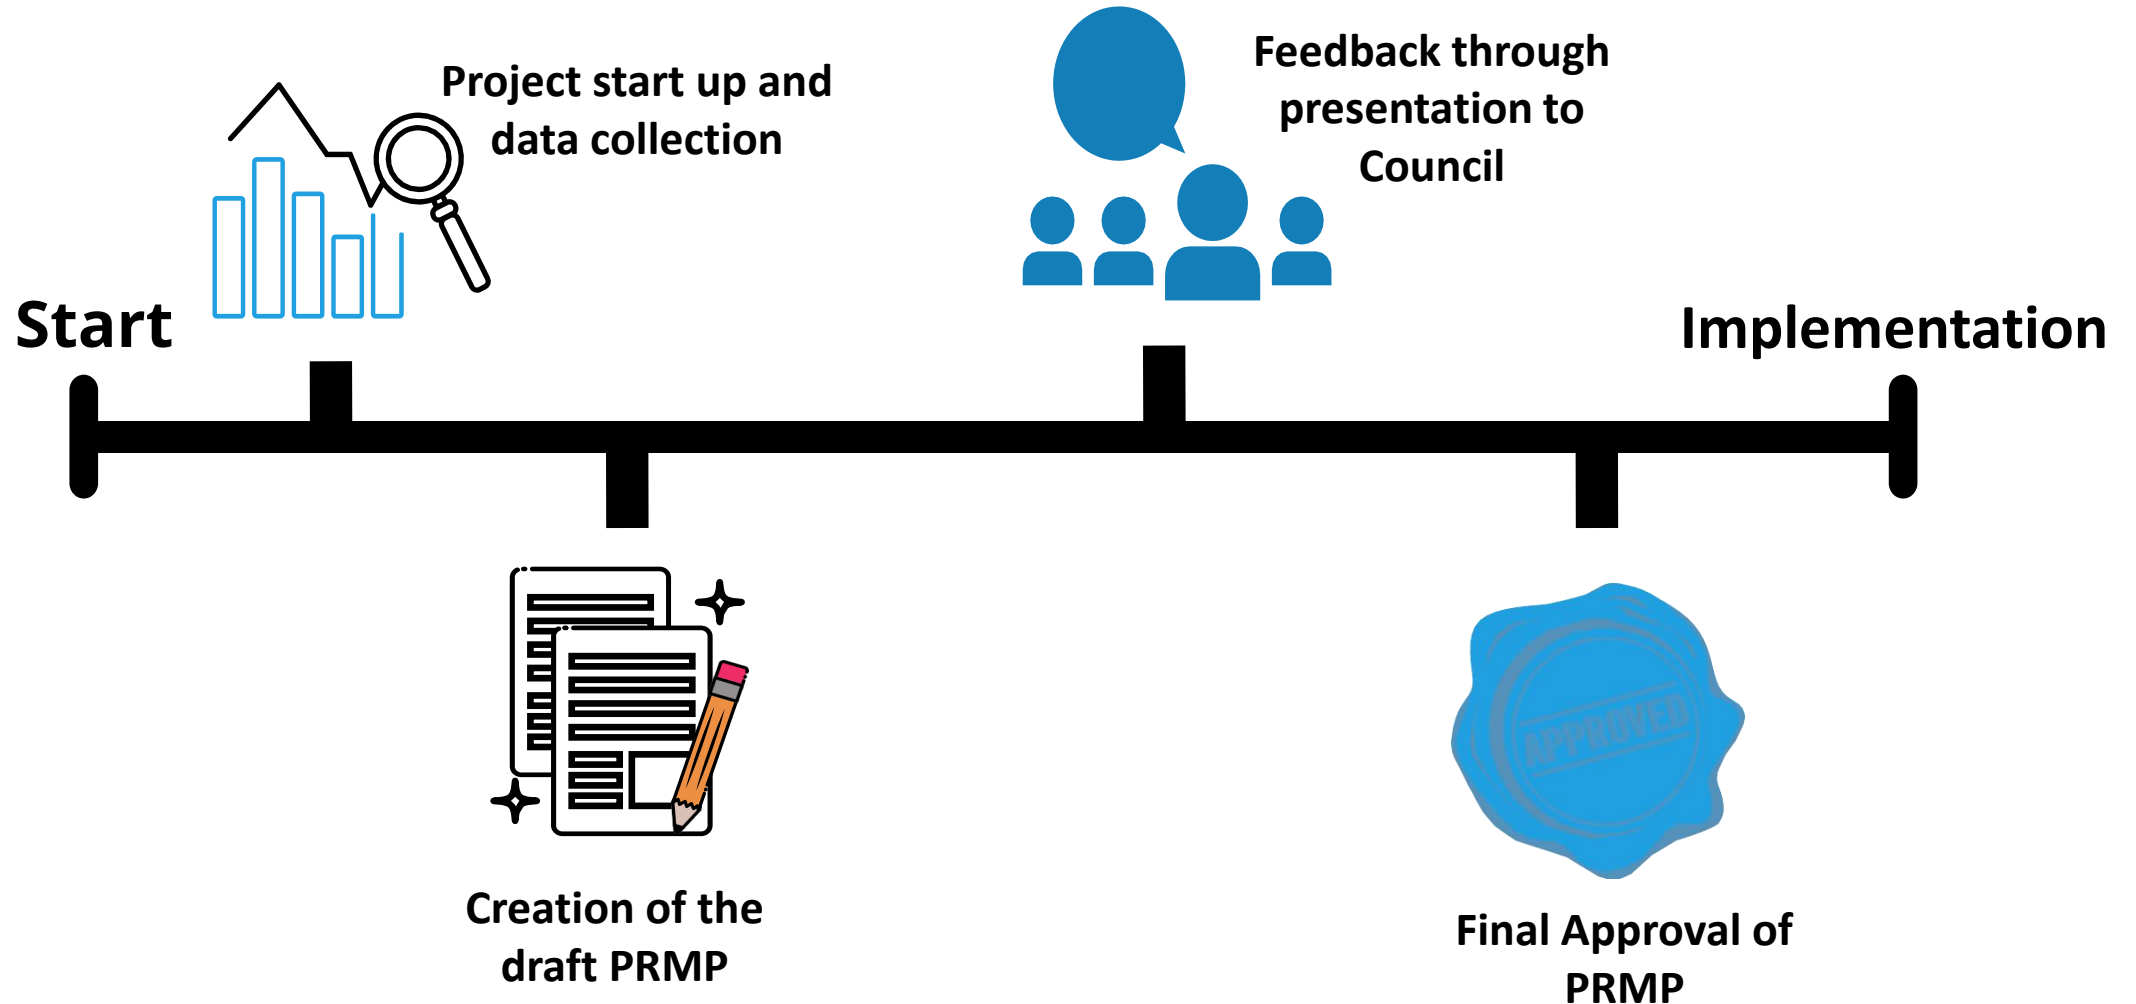 Project start up and
data collection
Feedback through
presentation to
Council
Start
Implementation
APPROVED
Creation of the
draft PRMP
Final Approval of
PRMP